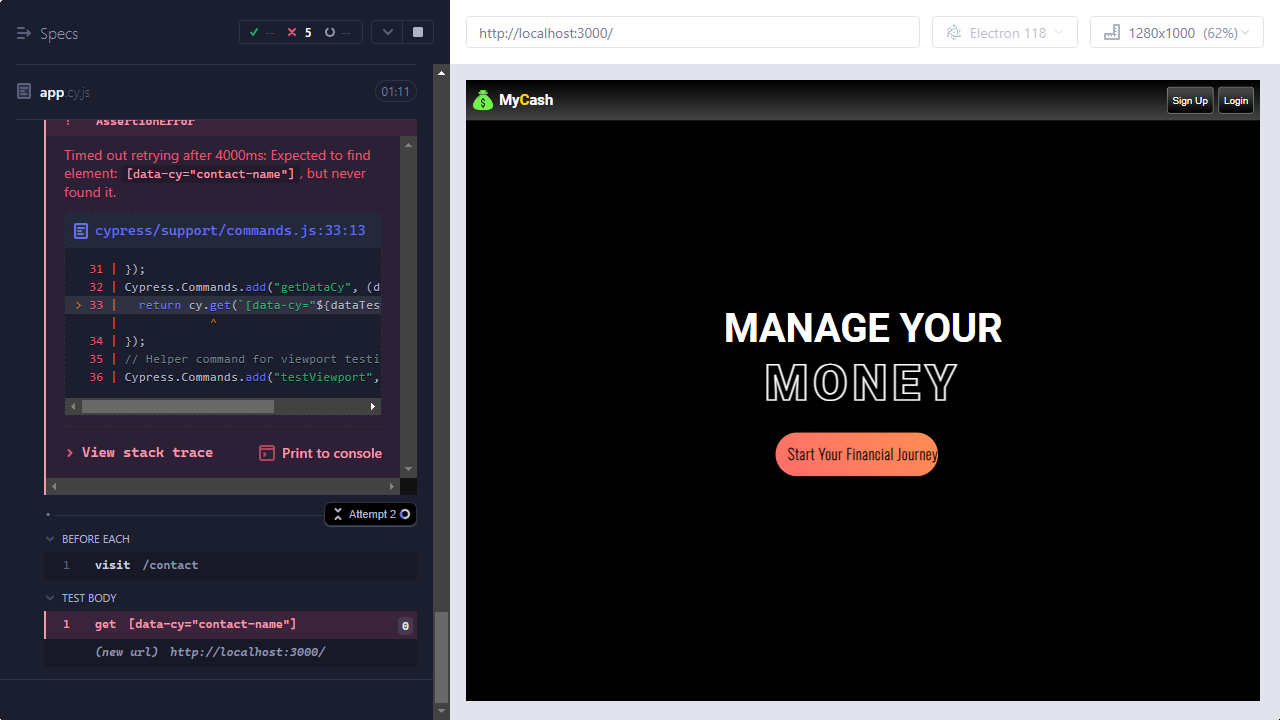 Specs
-- 5 --
app.cy.js
01:11
! AssertionError
Timed out retrying after 4000ms: Expected to find
element: [data-cy="contact-name"], but never
found it.
cypress/support/commands.js:33:13
31 | });
32 | Cypress.Commands.add("getDataCy", (d
> 33 |   return cy.get(`[data-cy="${dataTes
|             ^
34 | });
35 | // Helper command for viewport testi
36 | Cypress.Commands.add("testViewport",
> View stack trace
Print to console
Attempt 2
BEFORE EACH
1 visit /contact
TEST BODY
1 get [data-cy="contact-name"] 0
(new url) http://localhost:3000/
http://localhost:3000/
Electron 118
1280x1000 (62%)
$ MyCash
Sign Up
Login
MANAGE YOUR
MONEY
Start Your Financial Journey